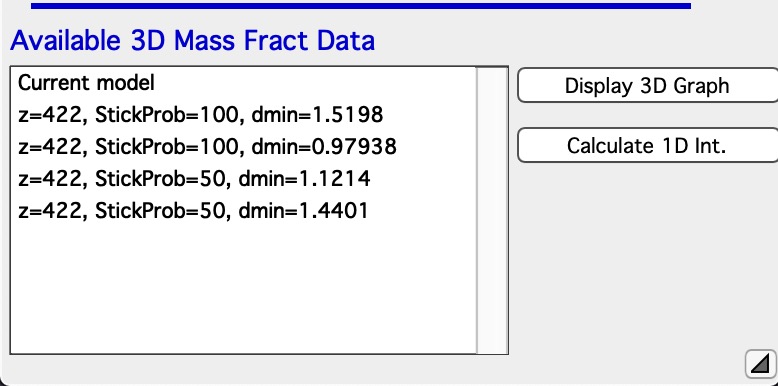 Available 3D Mass Fract Data
Current model
z=422, StickProb=100, dmin=1.5198
z=422, StickProb=100, dmin=0.97938
z=422, StickProb=50, dmin=1.1214
z=422, StickProb=50, dmin=1.4401
Display 3D Graph
Calculate 1D Int.